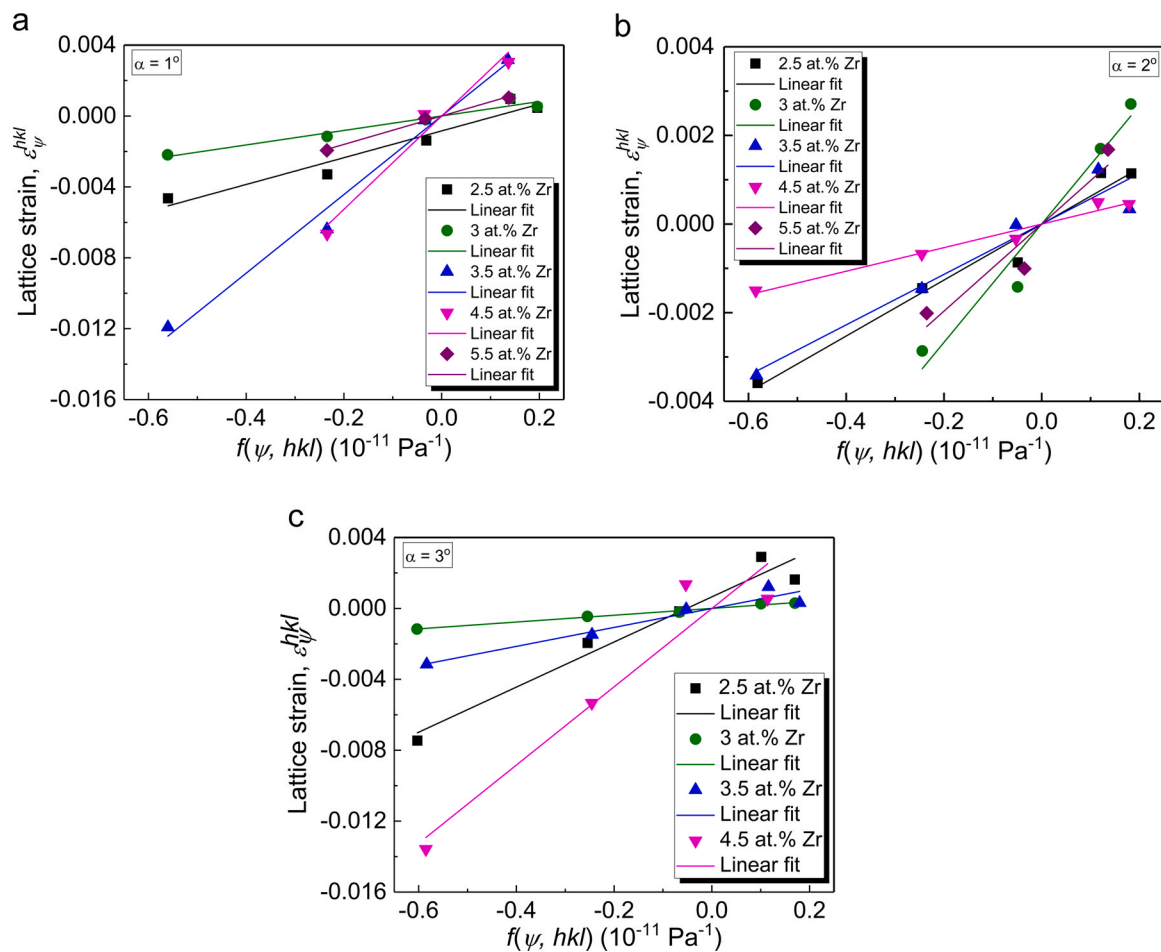 a
α = 1º
0.004
0.000
-0.004
-0.008
-0.012
-0.016
Lattice strain, εψ^hkl
2.5 at.% Zr
Linear fit
3 at.% Zr
Linear fit
3.5 at.% Zr
Linear fit
4.5 at.% Zr
Linear fit
5.5 at.% Zr
Linear fit
-0.6 -0.4 -0.2 0.0 0.2
f(ψ, hkl) (10⁻¹¹ Pa⁻¹)
b
α = 2º
0.004
0.002
0.000
-0.002
-0.004
Lattice strain, εψ^hkl
2.5 at.% Zr
Linear fit
3 at.% Zr
Linear fit
3.5 at.% Zr
Linear fit
4.5 at.% Zr
Linear fit
5.5 at.% Zr
Linear fit
-0.6 -0.4 -0.2 0.0 0.2
f(ψ, hkl) (10⁻¹¹ Pa⁻¹)
c
α = 3º
0.004
0.000
-0.004
-0.008
-0.012
-0.016
Lattice strain, εψ^hkl
2.5 at.% Zr
Linear fit
3 at.% Zr
Linear fit
3.5 at.% Zr
Linear fit
4.5 at.% Zr
Linear fit
-0.6 -0.4 -0.2 0.0 0.2
f(ψ, hkl) (10⁻¹¹ Pa⁻¹)